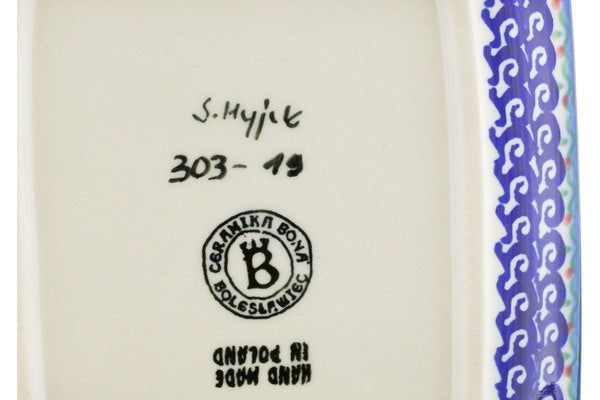 S. Hyjek
303-19
CERAMIKA BONA
B
BOLESŁAWIEC
HAND MADE
IN POLAND